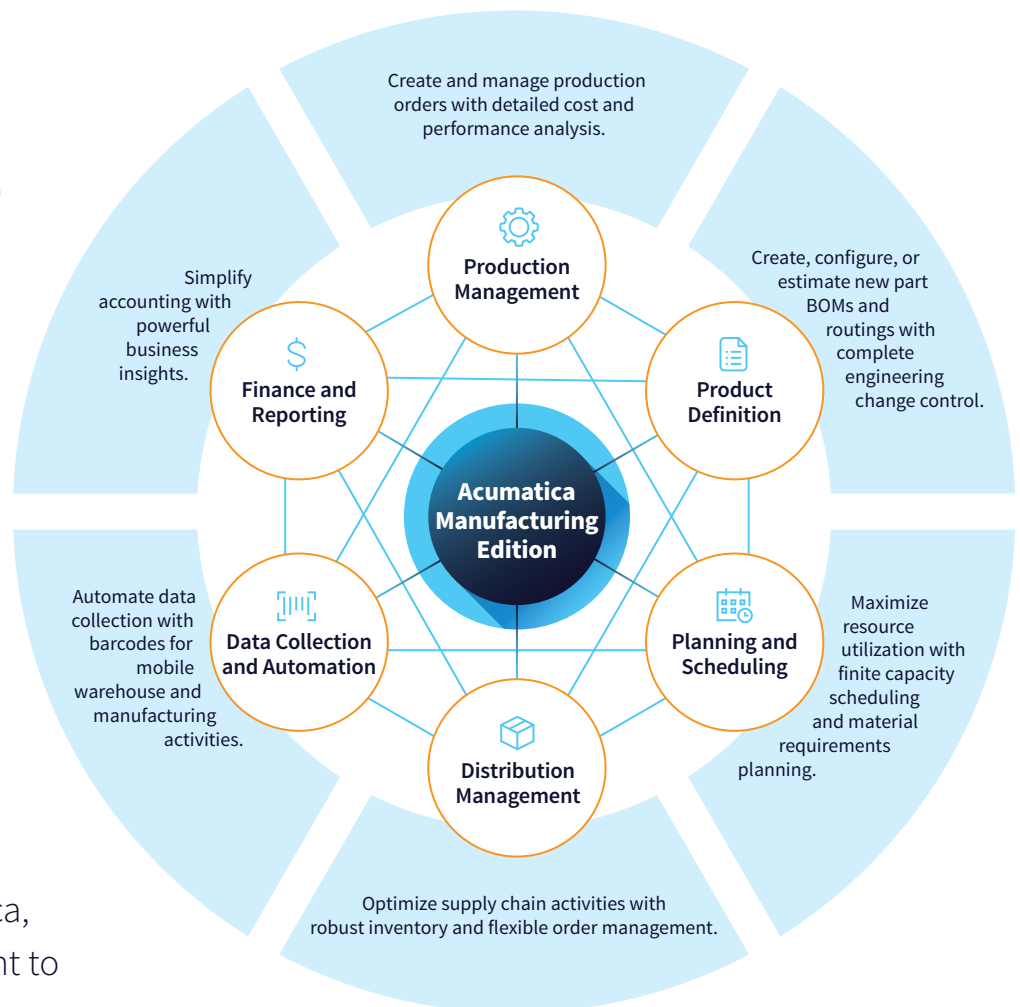 Create and manage production
orders with detailed cost and
performance analysis.
Production
Management
Create, configure, or
estimate new part
BOMs and
routings with
complete
engineering
change control.
Product
Definition
Simplify
accounting with
powerful
business
insights.
Finance and
Reporting
Acumatica
Manufacturing
Edition
Automate data
collection with
barcodes for
mobile
warehouse and
manufacturing
activities.
Data Collection
and Automation
Planning and
Scheduling
Maximize
resource
utilization with
finite capacity
scheduling
and material
requirements
planning.
Distribution
Management
Optimize supply chain activities with
robust inventory and flexible order management.
ca,
nt to